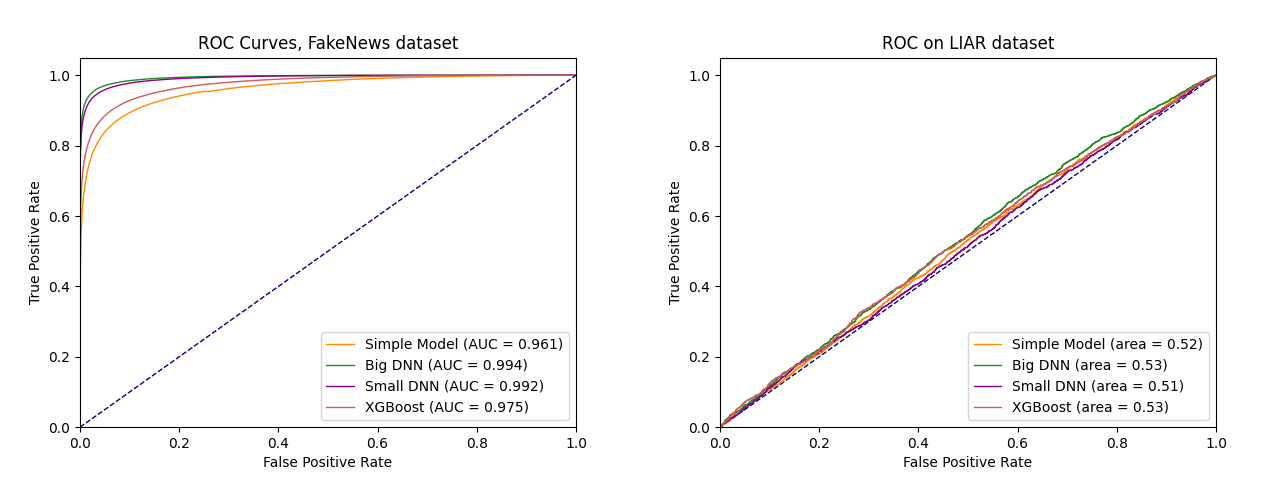 ROC Curves, FakeNews dataset
True Positive Rate
1.0
0.8
0.6
0.4
0.2
0.0
Simple Model (AUC = 0.961)
Big DNN (AUC = 0.994)
Small DNN (AUC = 0.992)
XGBoost (AUC = 0.975)
0.0 0.2 0.4 0.6 0.8 1.0
False Positive Rate
ROC on LIAR dataset
True Positive Rate
1.0
0.8
0.6
0.4
0.2
0.0
Simple Model (area = 0.52)
Big DNN (area = 0.53)
Small DNN (area = 0.51)
XGBoost (area = 0.53)
0.0 0.2 0.4 0.6 0.8 1.0
False Positive Rate